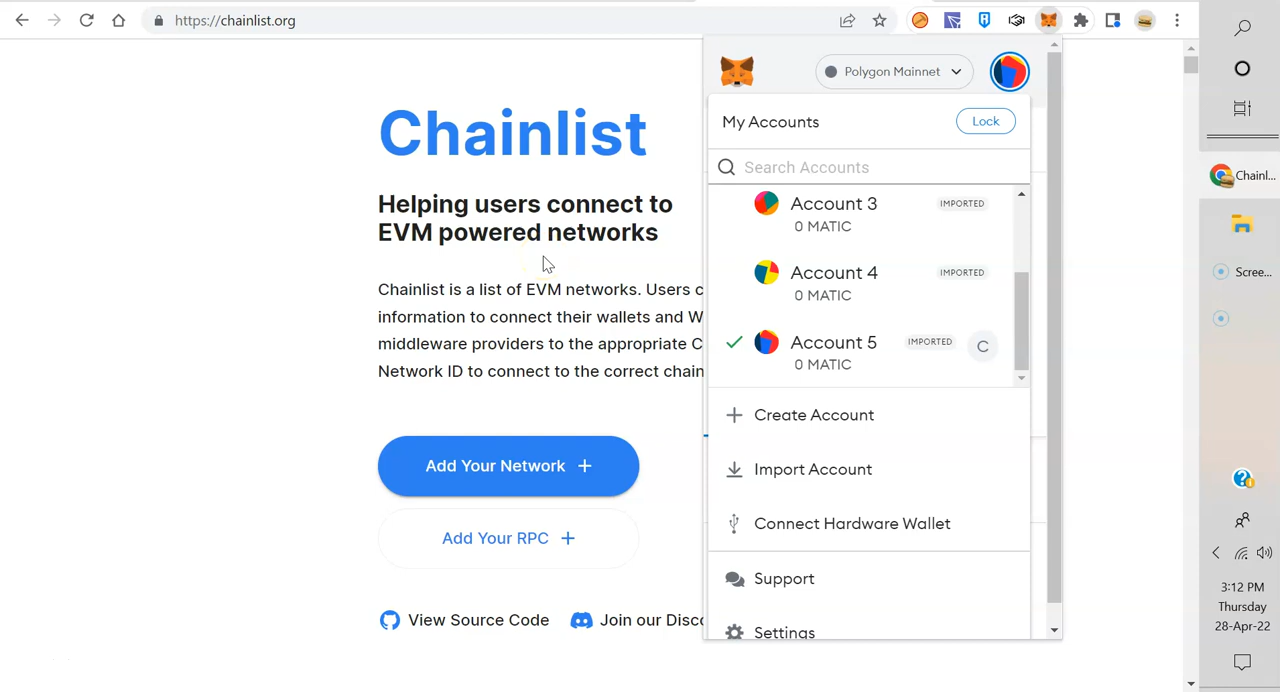 https://chainlist.org
Polygon Mainnet
My Accounts
Lock
Search Accounts
Account 3
IMPORTED
0 MATIC
Account 4
IMPORTED
0 MATIC
Account 5
IMPORTED
C
0 MATIC
Create Account
Import Account
Connect Hardware Wallet
Support
Settings
Chainlist
Helping users connect to
EVM powered networks
Chainlist is a list of EVM networks. Users c
information to connect their wallets and W
middleware providers to the appropriate C
Network ID to connect to the correct chain
Add Your Network +
Add Your RPC +
View Source Code
Join our Disc
Chainl...
Scree...
3:12 PM
Thursday
28-Apr-22